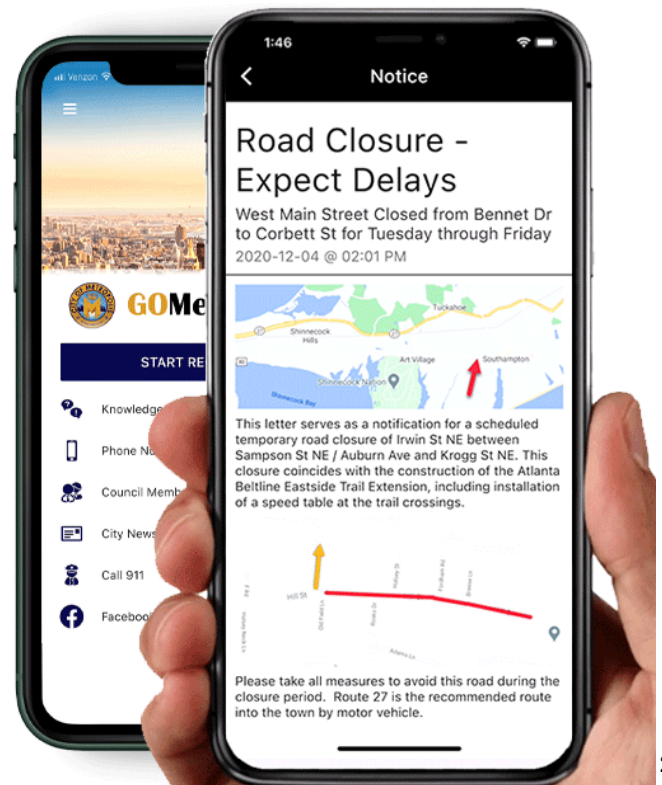 Verizon
GOMe
START RE
Knowledge
Phone Nu
Council Memb
City News
Call 911
Facebook
1:46
Notice
Road Closure -
Expect Delays
West Main Street Closed from Bennet Dr
to Corbett St for Tuesday through Friday
2020-12-04 @ 02:01 PM
Tuckahoe
Shinnecock
Hills
Art Village
Southampton
Shinnecock Nation
Shinnecock Bay
This letter serves as a notification for a scheduled
temporary road closure of Irwin St NE between
Sampson St NE / Auburn Ave and Krogg St NE. This
closure coincides with the construction of the Atlanta
Beltline Eastside Trail Extension, including installation
of a speed table at the trail crossings.
Hill St
Adams Ln
Please take all measures to avoid this road during the
closure period. Route 27 is the recommended route
into the town by motor vehicle.